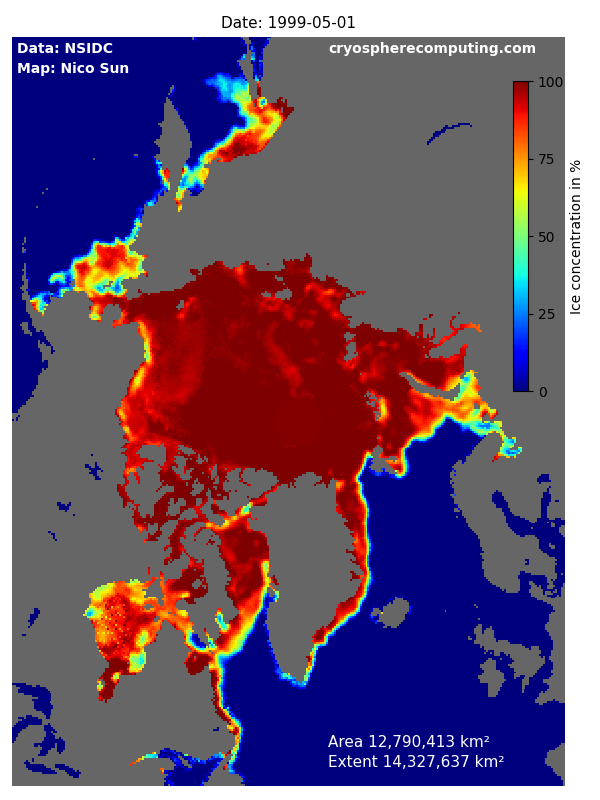 Date: 1999-05-01
Data: NSIDC
Map: Nico Sun
cryospherecomputing.com
100
75
50
25
0
Ice concentration in %
Area 12,790,413 km²
Extent 14,327,637 km²